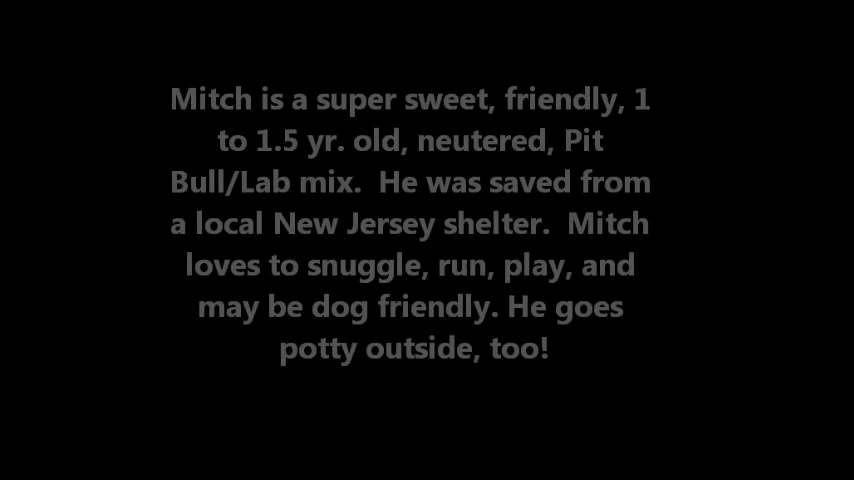 Mitch is a super sweet, friendly, 1
to 1.5 yr. old, neutered, Pit
Bull/Lab mix.  He was saved from
a local New Jersey shelter.  Mitch
loves to snuggle, run, play, and
may be dog friendly. He goes
potty outside, too!